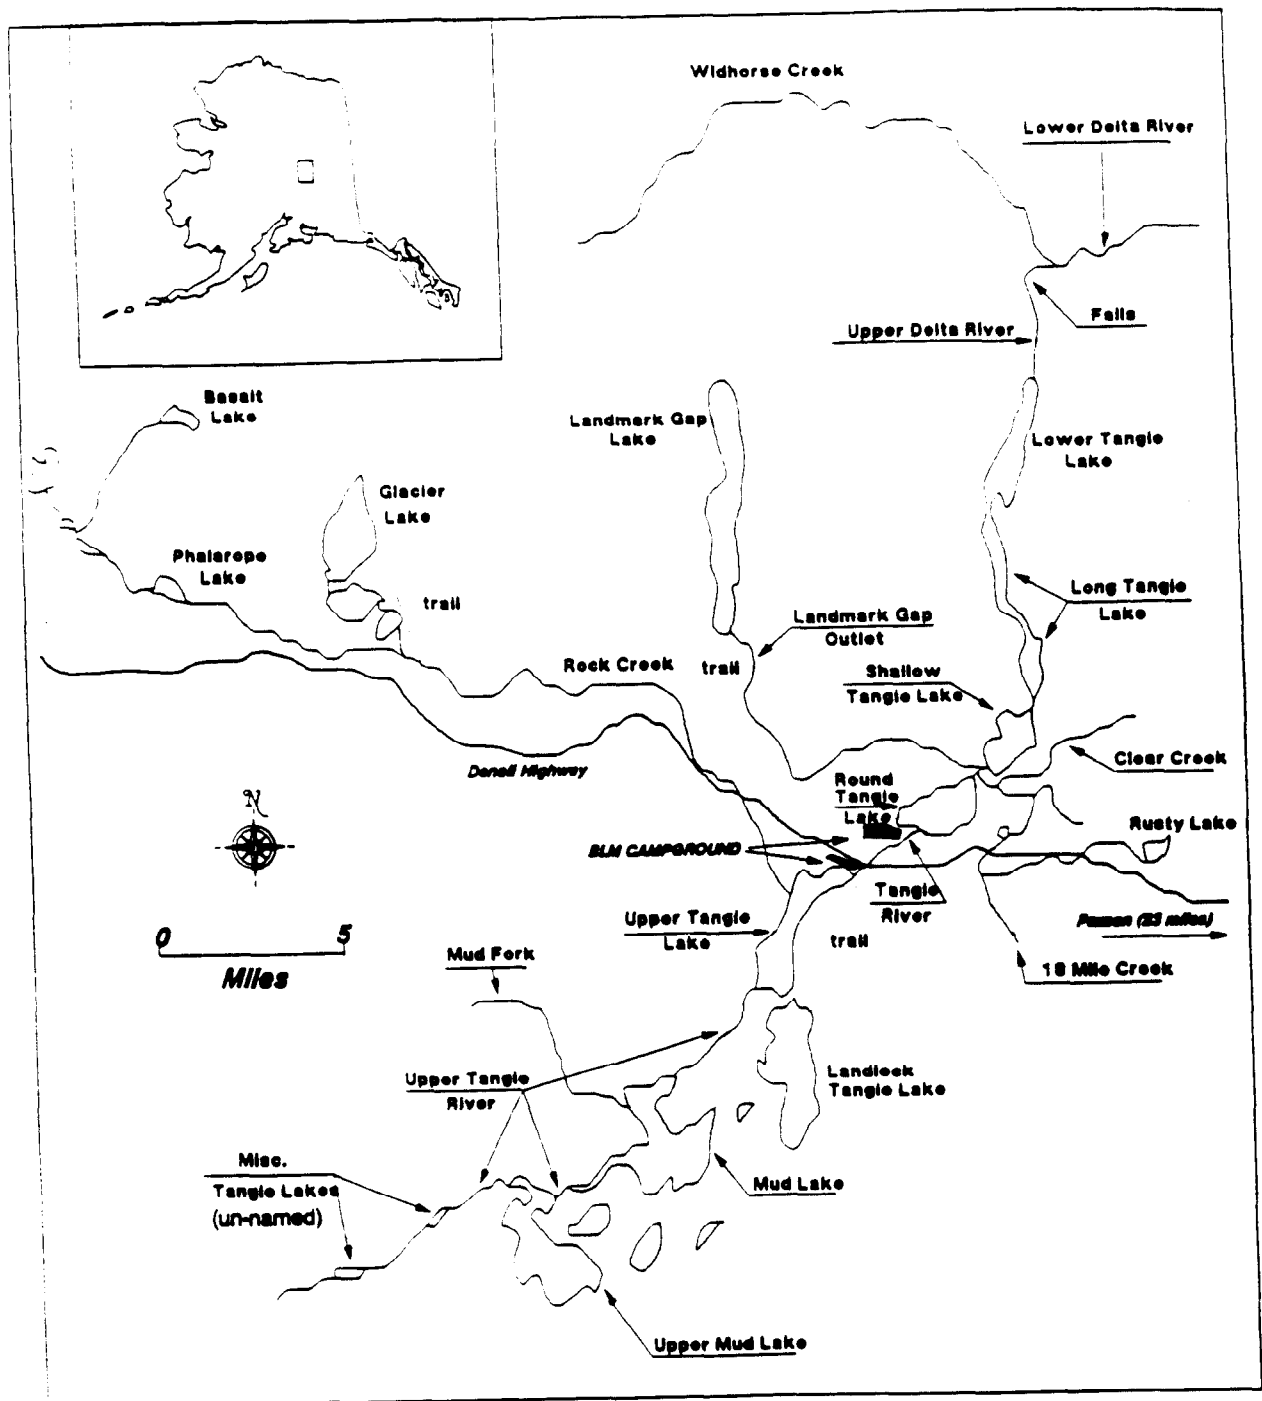 Widhorse Creek
Lower Delta River
Falls
Upper Delta River
Basalt
Lake
Landmark Gap
Lake
Lower Tangle
Lake
Glacier
Lake
Phalarope
Lake
trail
Long Tangle
Lake
Landmark Gap
Outlet
Rock Creek
trail
Shallow
Tangle Lake
Denali Highway
Clear Creek
Round
Tangle
Lake
N
BLM CAMPGROUND
Rusty Lake
Tangle
River
Upper Tangle
Lake
Paxson (23 miles)
trail
0 5
Miles
Mud Fork
18 Mile Creek
Upper Tangle
River
Landlock
Tangle Lake
Misc.
Tangle Lakes
(un-named)
Mud Lake
Upper Mud Lake